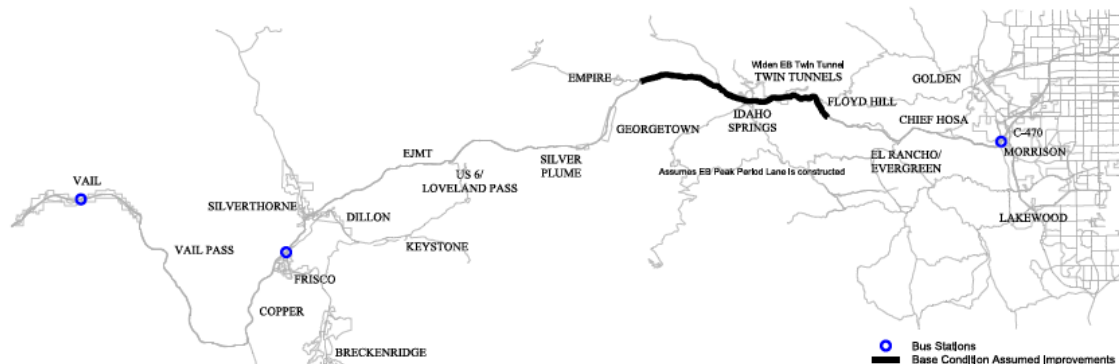 Widen EB Twin Tunnel
TWIN TUNNELS
GOLDEN
EMPIRE
FLOYD HILL
IDAHO
SPRINGS
CHIEF HOSA
GEORGETOWN
C-470
MORRISON
EJMT
SILVER
PLUME
EL RANCHO/
EVERGREEN
US 6/
LOVELAND PASS
Assumes EB Peak Period Lane is constructed
VAIL
SILVERTHORNE
DILLON
LAKEWOOD
VAIL PASS
KEYSTONE
FRISCO
COPPER
BRECKENRIDGE
Bus Stations
Base Condition Assumed Improvements